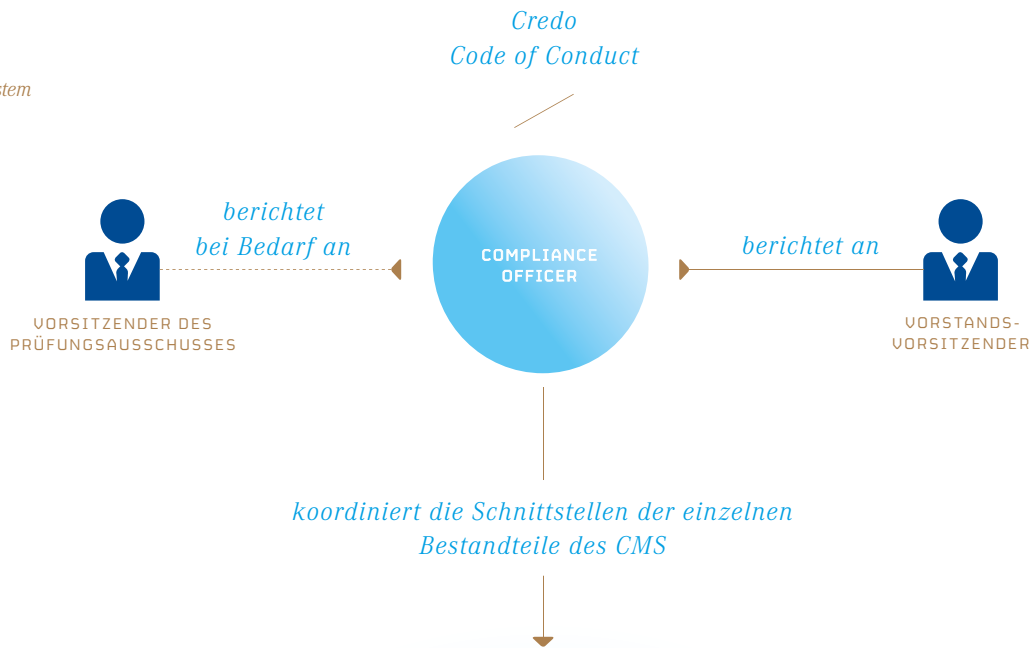 Credo
Code of Conduct
berichtet
bei Bedarf an
COMPLIANCE
OFFICER
berichtet an
VORSITZENDER DES
PRÜFUNGSAUSSCHUSSES
VORSTANDS-
VORSITZENDER
koordiniert die Schnittstellen der einzelnen
Bestandteile des CMS